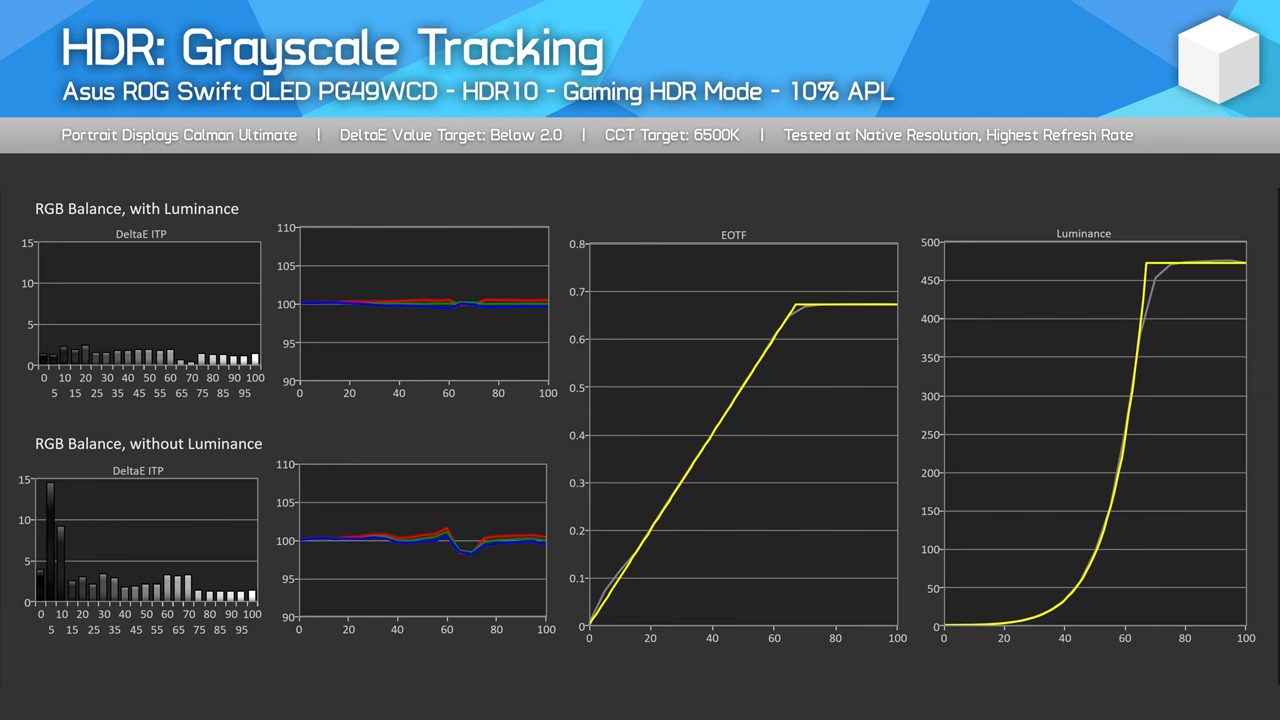 HDR: Grayscale Tracking
Asus ROG Swift OLED PG49WCD - HDR10 - Gaming HDR Mode - 10% APL
Portrait Displays Calman Ultimate | DeltaE Value Target: Below 2.0 | CCT Target: 6500K | Tested at Native Resolution, Highest Refresh Rate
RGB Balance, with Luminance
DeltaE ITP
15
10
5
0
0 10 20 30 40 50 60 70 80 90 100
5 15 25 35 45 55 65 75 85 95
110
105
100
95
90
0 20 40 60 80 100
RGB Balance, without Luminance
DeltaE ITP
15
10
5
0
0 10 20 30 40 50 60 70 80 90 100
5 15 25 35 45 55 65 75 85 95
110
105
100
95
90
0 20 40 60 80 100
EOTF
0.8
0.7
0.6
0.5
0.4
0.3
0.2
0.1
0
0 20 40 60 80 100
Luminance
500
450
400
350
300
250
200
150
100
50
0
0 20 40 60 80 100